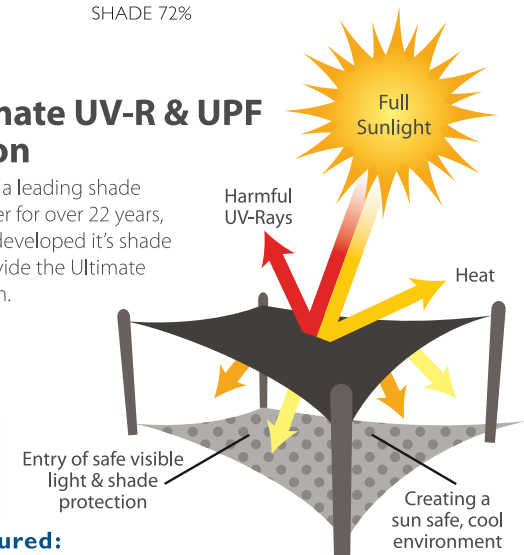 SHADE 72%
mate UV-R & UPF
on
a leading shade
er for over 22 years,
developed it’s shade
vide the Ultimate
n.
Full
Sunlight
Harmful
UV-Rays
Heat
Entry of safe visible
light & shade
protection
Creating a
sun safe, cool
environment
ured: